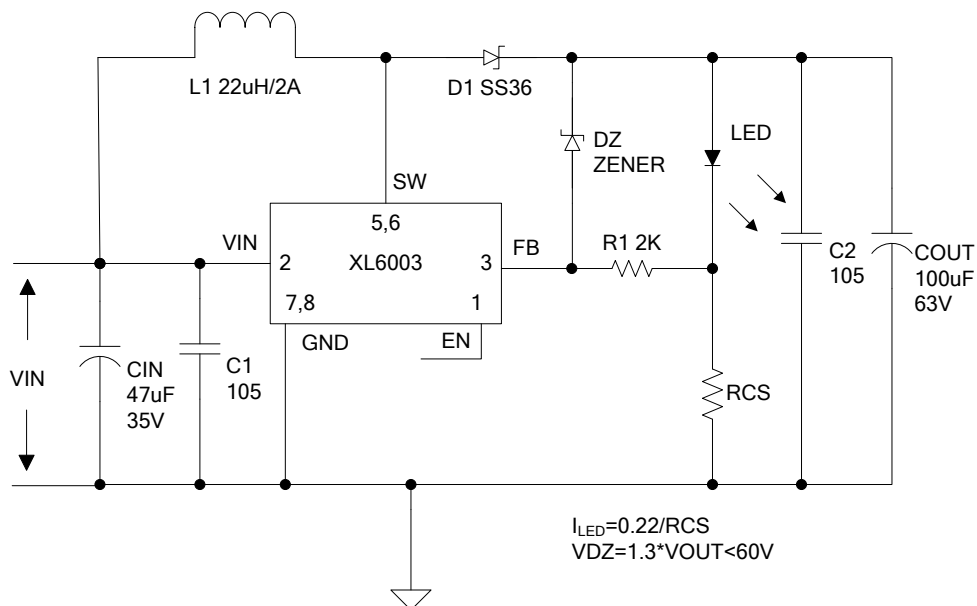 L1 22uH/2A
D1 SS36
LED
DZ
ZENER
SW
5,6
VIN
2
XL6003
3
FB
R1 2K
C2
105
COUT
100uF
63V
7,8
1
GND
EN
VIN
CIN
47uF
35V
C1
105
RCS
I_LED=0.22/RCS
VDZ=1.3*VOUT<60V